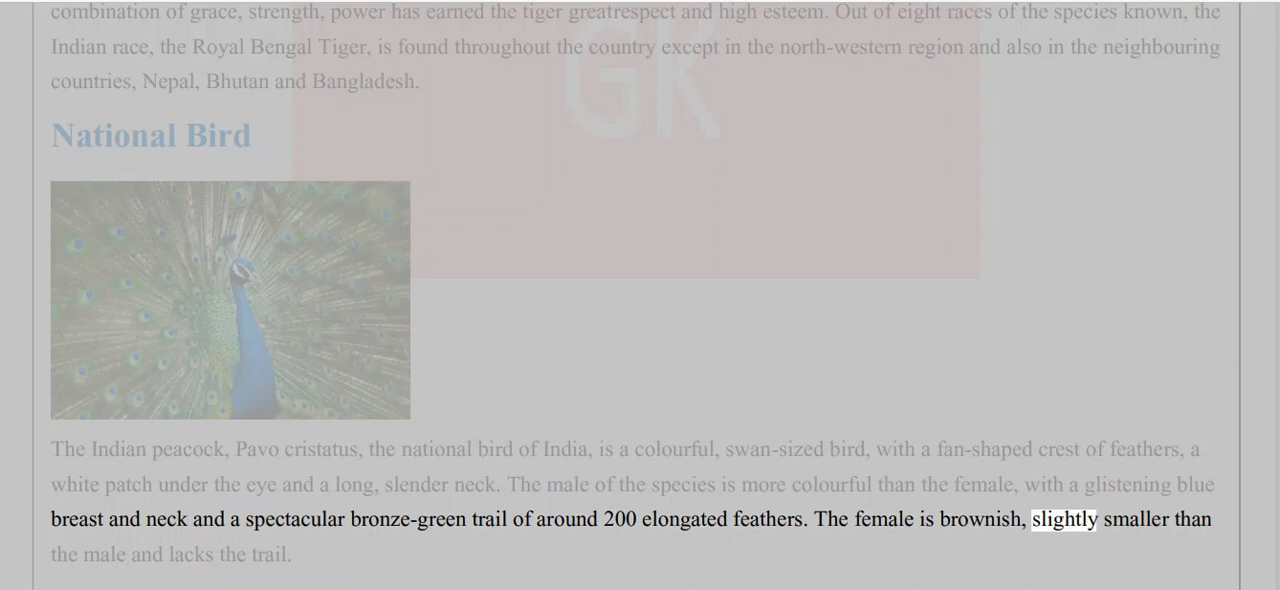 combination of grace, strength, power has earned the tiger greatrespect and high esteem. Out of eight races of the species known, the
Indian race, the Royal Bengal Tiger, is found throughout the country except in the north-western region and also in the neighbouring
countries, Nepal, Bhutan and Bangladesh.
GK
National Bird
The Indian peacock, Pavo cristatus, the national bird of India, is a colourful, swan-sized bird, with a fan-shaped crest of feathers, a
white patch under the eye and a long, slender neck. The male of the species is more colourful than the female, with a glistening blue
breast and neck and a spectacular bronze-green trail of around 200 elongated feathers. The female is brownish, slightly smaller than
the male and lacks the trail.